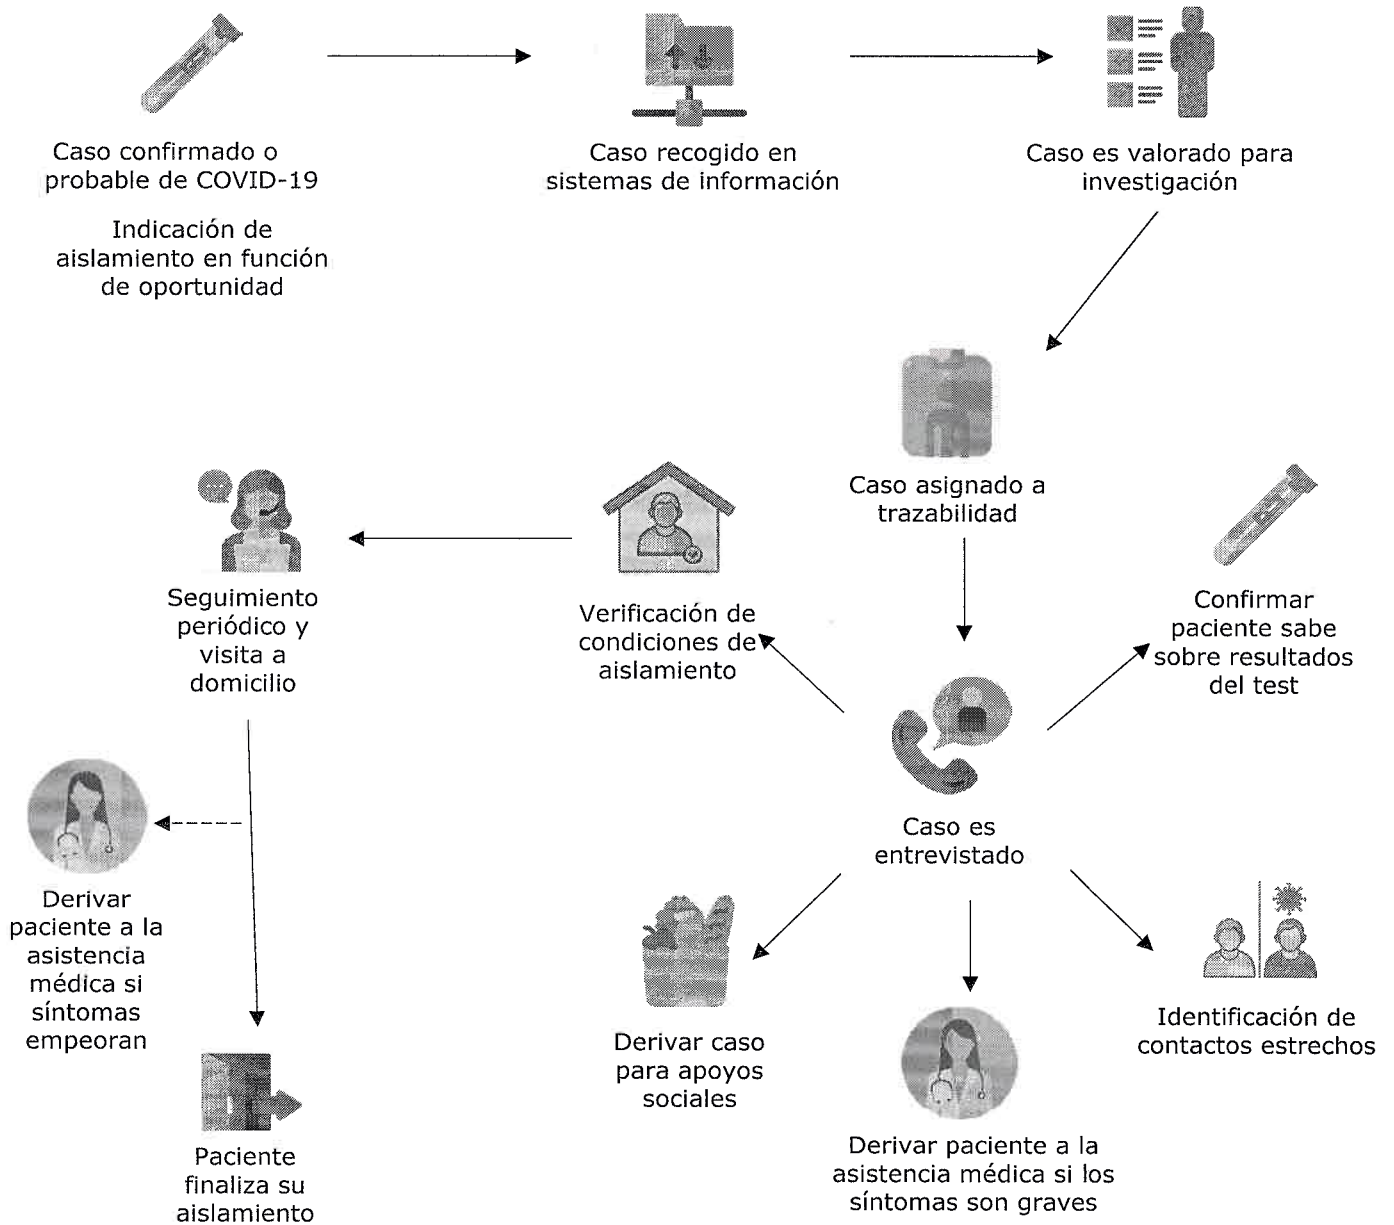 Caso confirmado o
probable de COVID-19
Indicación de
aislamiento en función
de oportunidad
Caso recogido en
sistemas de información
Caso es valorado para
investigación
Caso asignado a
trazabilidad
Confirmar
paciente sabe
sobre resultados
del test
Verificación de
condiciones de
aislamiento
Seguimiento
periódico y
visita a
domicilio
Caso es
entrevistado
Derivar
paciente a la
asistencia
médica si
síntomas
empeoran
Derivar caso
para apoyos
sociales
Identificación de
contactos estrechos
Derivar paciente a la
asistencia médica si los
síntomas son graves
Paciente
finaliza su
aislamiento